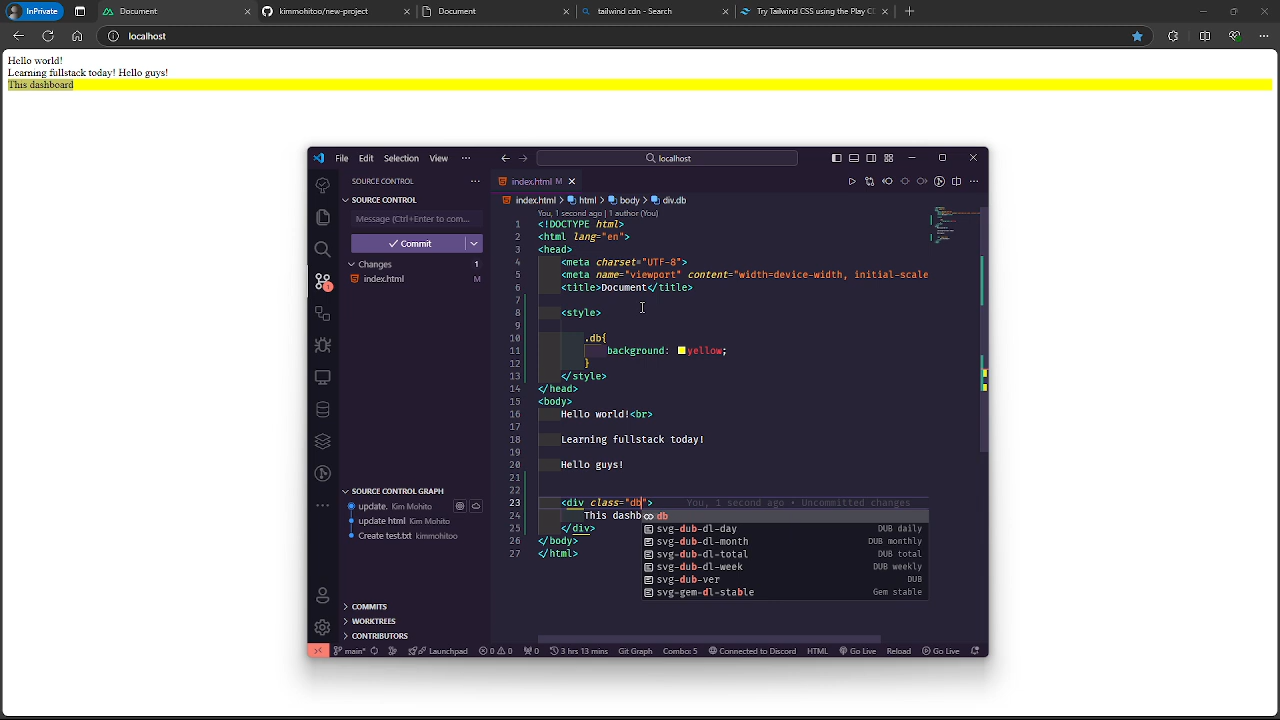 InPrivate
Document
kimmohitoo/new-project
Document
tailwind cdn - Search
Try Tailwind CSS using the Play C
localhost
Hello world!
Learning fullstack today! Hello guys!
This dashboard
File Edit Selection View ···
localhost
SOURCE CONTROL
···
index.html M
SOURCE CONTROL
index.html > html > body > div.db
Message (Ctrl+Enter to com...
You, 1 second ago | 1 author (You)
Commit
Changes 1
index.html M
1 <!DOCTYPE html>
2 <html lang="en">
3 <head>
4 <meta charset="UTF-8">
5 <meta name="viewport" content="width=device-width, initial-scale
6 <title>Document</title>
7
8 <style>
9
10 .db{
11 background: yellow;
12 }
13 </style>
14 </head>
15 <body>
16 Hello world!<br>
17
18 Learning fullstack today!
19
20 Hello guys!
21
22
23 <div class="db"> You, 1 second ago • Uncommitted changes
24 This dashb
25 </div>
26 </body>
27 </html>
db
svg-dub-dl-day DUB daily
svg-dub-dl-month DUB monthly
svg-dub-dl-total DUB total
svg-dub-dl-week DUB weekly
svg-dub-ver DUB
svg-gem-dl-stable Gem stable
SOURCE CONTROL GRAPH
update. Kim Mohito
update html Kim Mohito
Create test.txt kimmohitoo
COMMITS
WORKTREES
CONTRIBUTORS
main* Launchpad 0 0 0 3 hrs 13 mins Git Graph Combo: 5 Connected to Discord HTML Go Live Reload Go Live